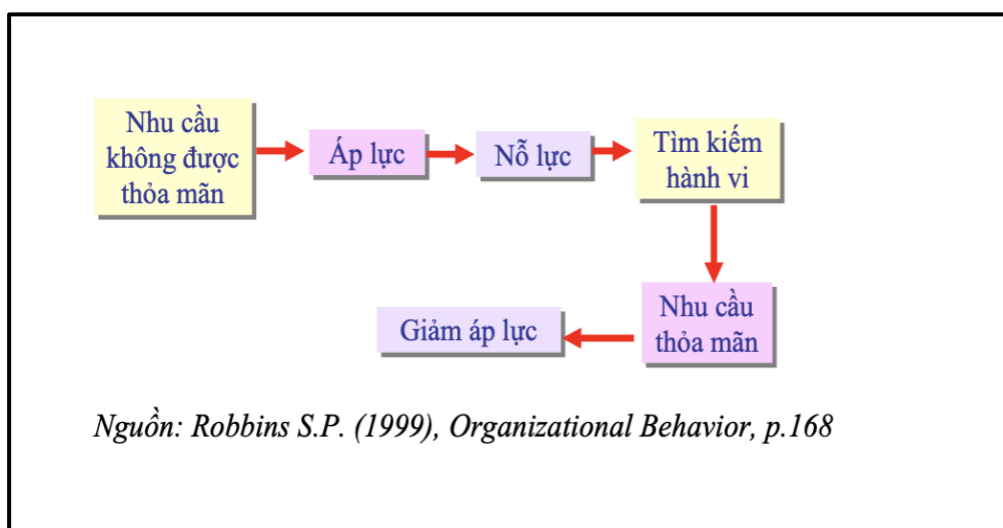 Nhu cầu
không được
thỏa mãn
Áp lực
Nỗ lực
Tìm kiếm
hành vi
Nhu cầu
thỏa mãn
Giảm áp lực
Nguồn: Robbins S.P. (1999), Organizational Behavior, p.168